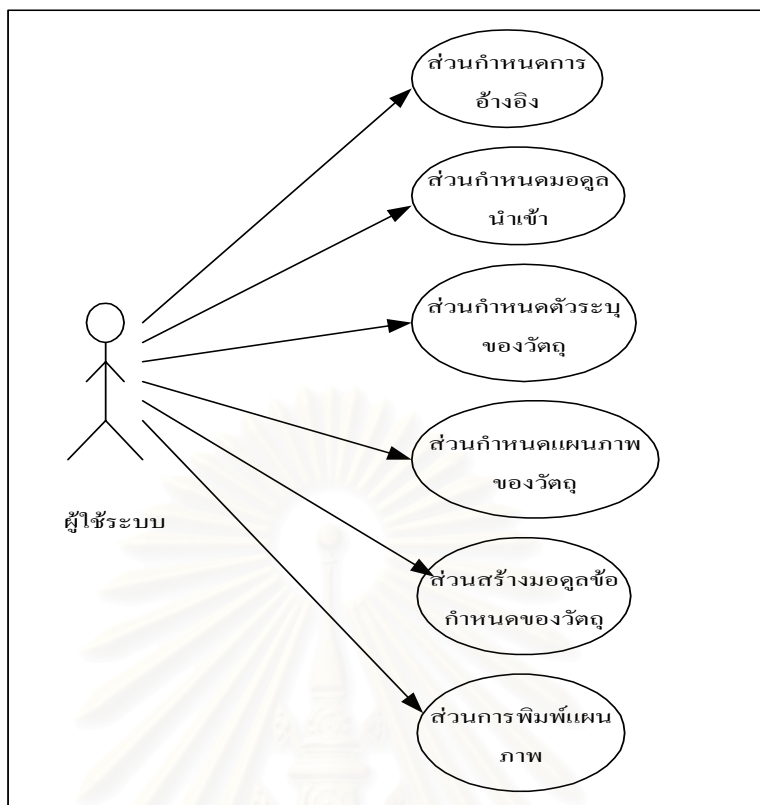 ส่วนกำหนดการ
อ้างอิง
ส่วนกำหนดมอดูล
นำเข้า
ส่วนกำหนดตัวระบุ
ของวัตถุ
ส่วนกำหนดแผนภาพ
ของวัตถุ
ผู้ใช้ระบบ
ส่วนสร้างมอดูลข้อ
กำหนดของวัตถุ
ส่วนการพิมพ์แผน
ภาพ